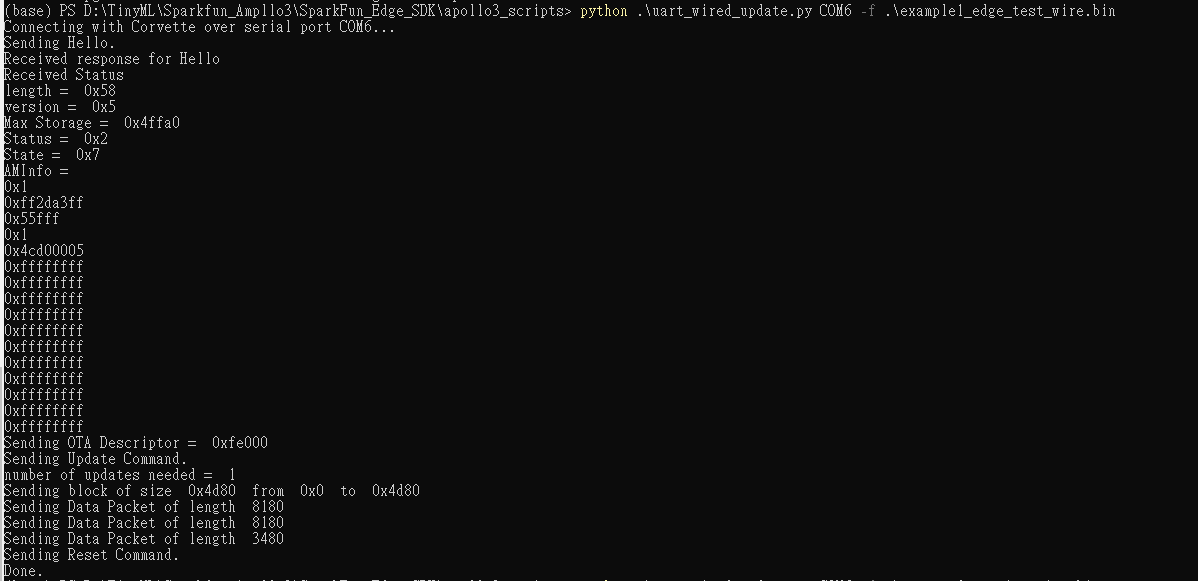 (base) PS D:\TinyML\Sparkfun_Ampllo3\SparkFun_Edge_SDK\apollo3_scripts> python .\uart_wired_update.py COM6 -f .\example1_edge_test_wire.bin
Connecting with Corvette over serial port COM6...
Sending Hello.
Received response for Hello
Received Status
length =  0x58
version =  0x5
Max Storage =  0x4ffa0
Status =  0x2
State =  0x7
AMInfo =
0x1
0xff2da3ff
0x55fff
0x1
0x4cd00005
0xffffffff
0xffffffff
0xffffffff
0xffffffff
0xffffffff
0xffffffff
0xffffffff
0xffffffff
0xffffffff
0xffffffff
0xffffffff
Sending OTA Descriptor =  0xfe000
Sending Update Command.
number of updates needed =  1
Sending block of size  0x4d80  from  0x0  to  0x4d80
Sending Data Packet of length  8180
Sending Data Packet of length  8180
Sending Data Packet of length  3480
Sending Reset Command.
Done.